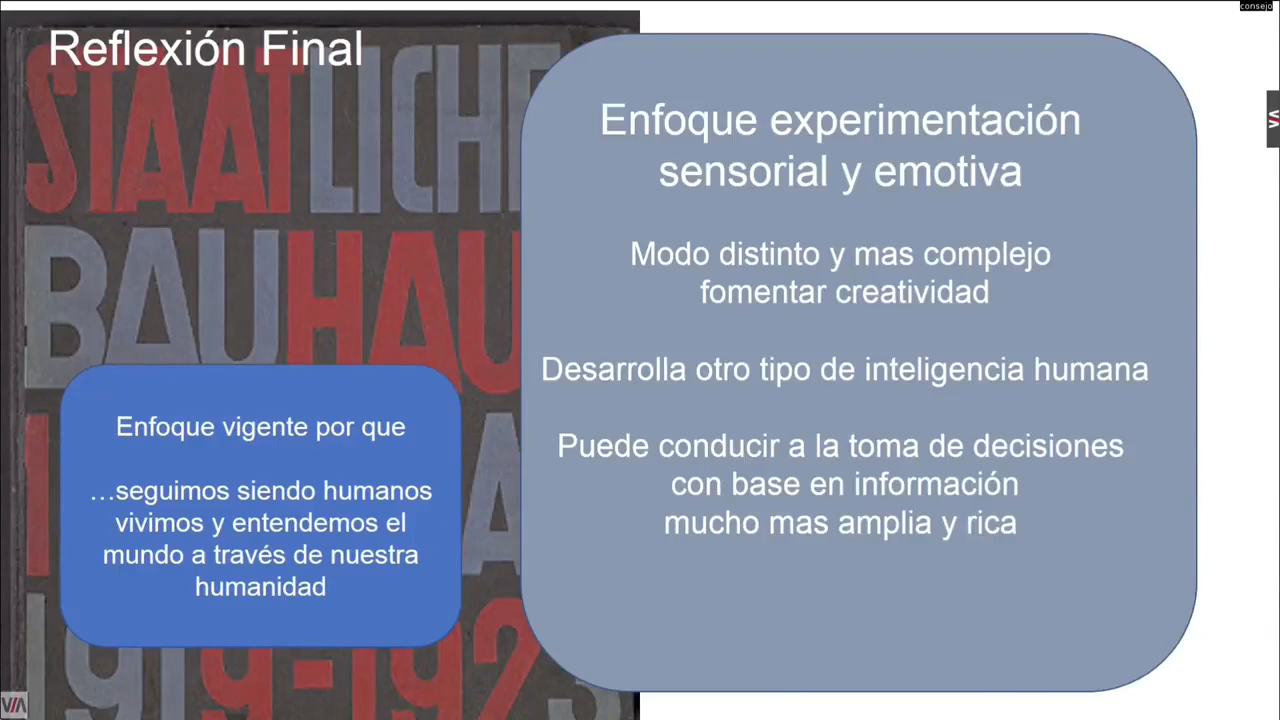 consejo
Reflexión Final
STAATLICHE
BAUHAU
I
A
1919-1923
Enfoque experimentación
sensorial y emotiva
Modo distinto y mas complejo
fomentar creatividad
Desarrolla otro tipo de inteligencia humana
Puede conducir a la toma de decisiones
con base en información
mucho mas amplia y rica
Enfoque vigente por que
…seguimos siendo humanos
vivimos y entendemos el
mundo a través de nuestra
humanidad
VIA